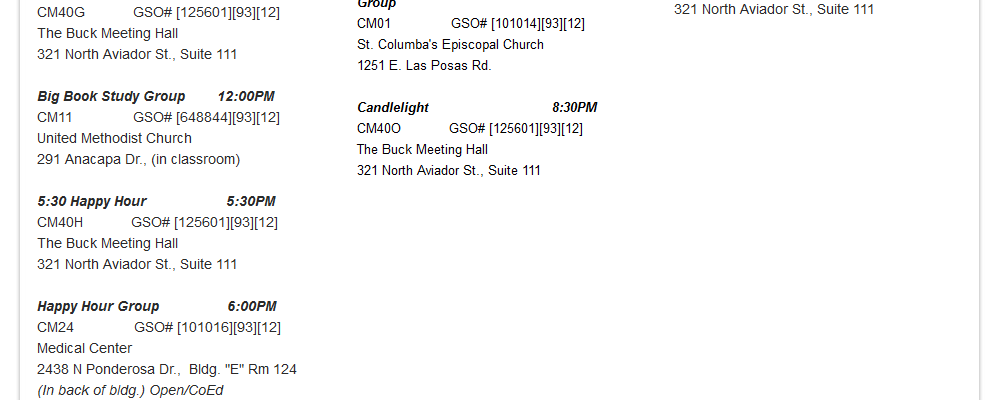 CM40G GSO# [125601][93][12]
The Buck Meeting Hall
321 North Aviador St., Suite 111
Big Book Study Group 12:00PM
CM11 GSO# [648844][93][12]
United Methodist Church
291 Anacapa Dr., (in classroom)
5:30 Happy Hour 5:30PM
CM40H GSO# [125601][93][12]
The Buck Meeting Hall
321 North Aviador St., Suite 111
Happy Hour Group 6:00PM
CM24 GSO# [101016][93][12]
Medical Center
2438 N Ponderosa Dr., Bldg. "E" Rm 124
(In back of bldg.) Open/CoEd
Group
CM01 GSO# [101014][93][12]
St. Columba's Episcopal Church
1251 E. Las Posas Rd.
Candlelight 8:30PM
CM40O GSO# [125601][93][12]
The Buck Meeting Hall
321 North Aviador St., Suite 111
321 North Aviador St., Suite 111